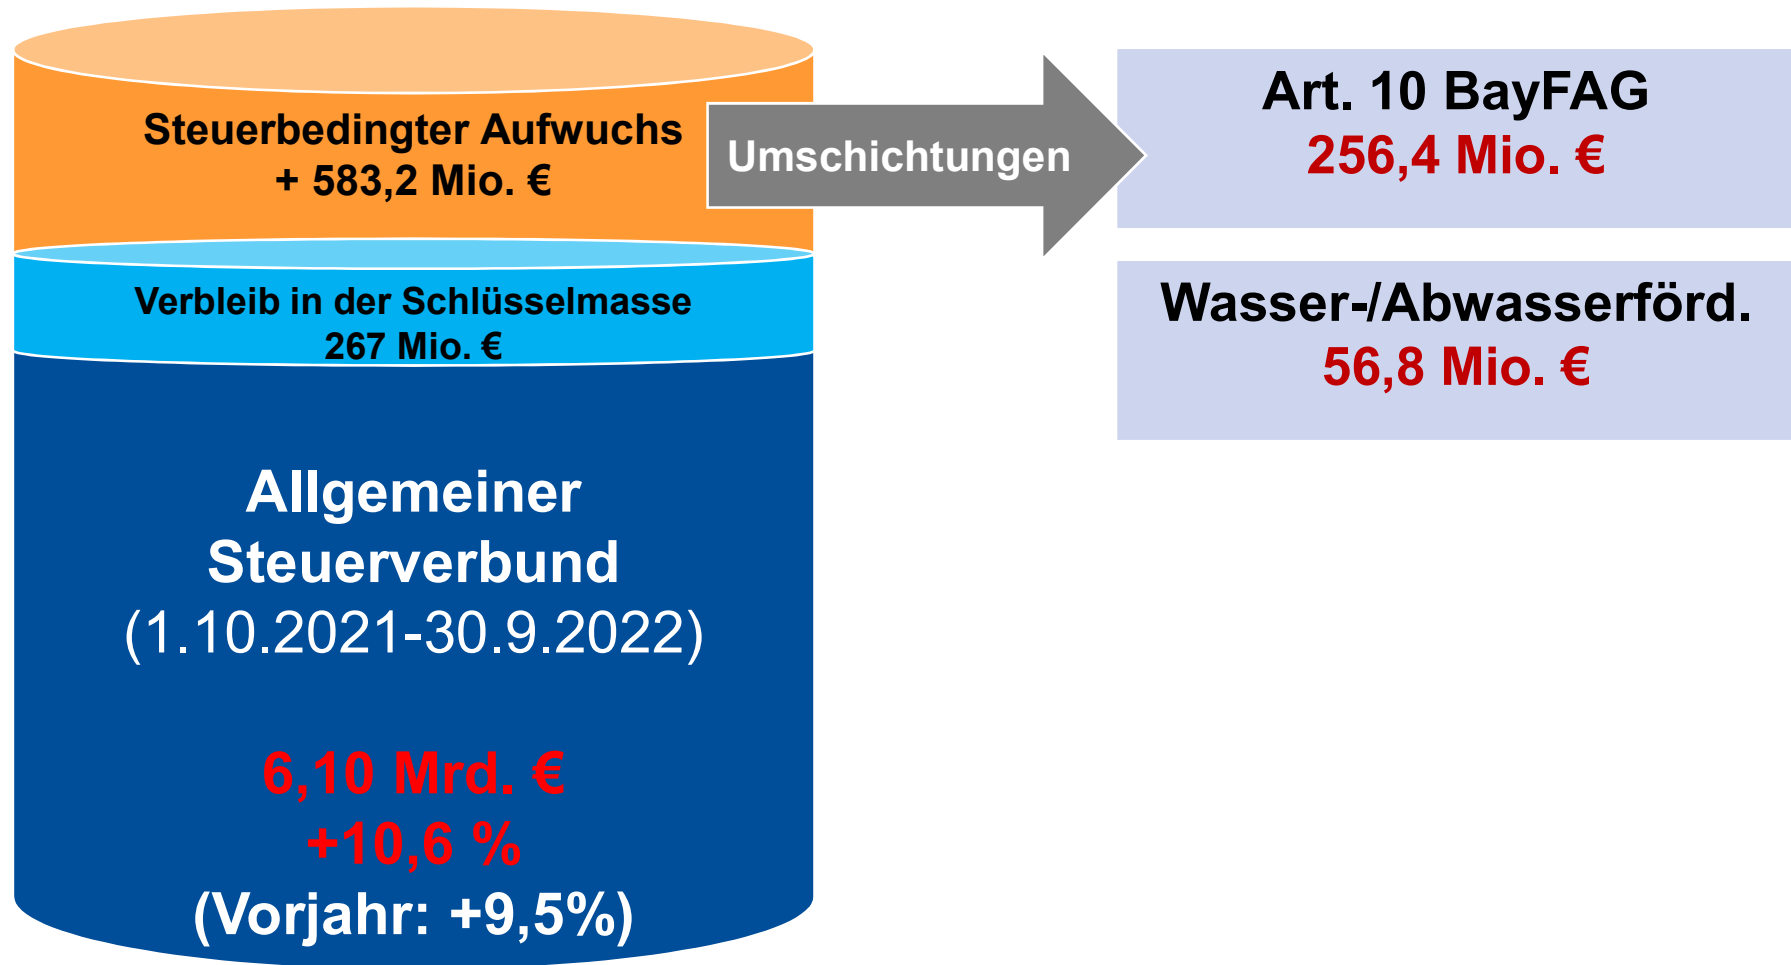 Steuerbedingter Aufwuchs
+ 583,2 Mio. €
Umschichtungen
Verbleib in der Schlüsselmasse
267 Mio. €
Allgemeiner
Steuerverbund
(1.10.2021-30.9.2022)
6,10 Mrd. €
+10,6 %
(Vorjahr: +9,5%)
Art. 10 BayFAG
256,4 Mio. €
Wasser-/Abwasserförd.
56,8 Mio. €